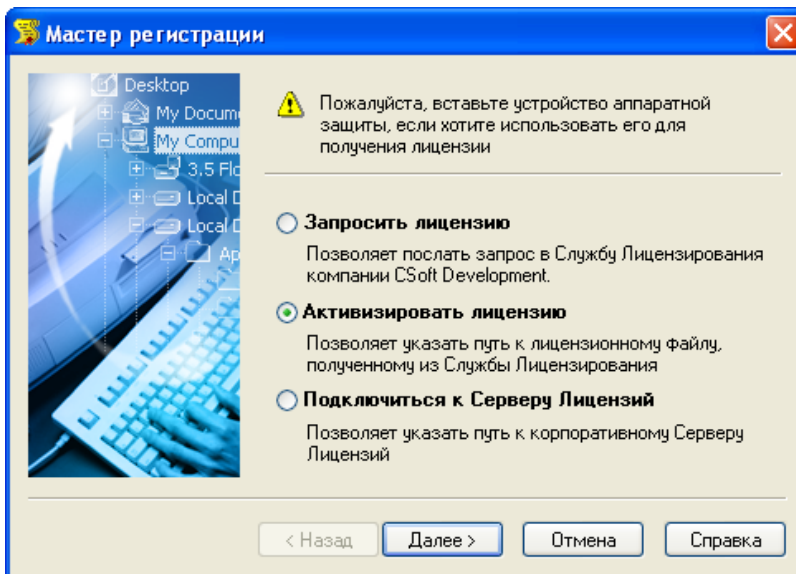 Мастер регистрации
Desktop
My Docum
My Compu
3.5 Flo
Local D
Local D
Ap
Пожалуйста, вставьте устройство аппаратной
защиты, если хотите использовать его для
получения лицензии
Запросить лицензию
Позволяет послать запрос в Службу Лицензирования
компании CSoft Development.
Активизировать лицензию
Позволяет указать путь к лицензионному файлу,
полученному из Службы Лицензирования
Подключиться к Серверу Лицензий
Позволяет указать путь к корпоративному Серверу
Лицензий
< Назад
Далее >
Отмена
Справка